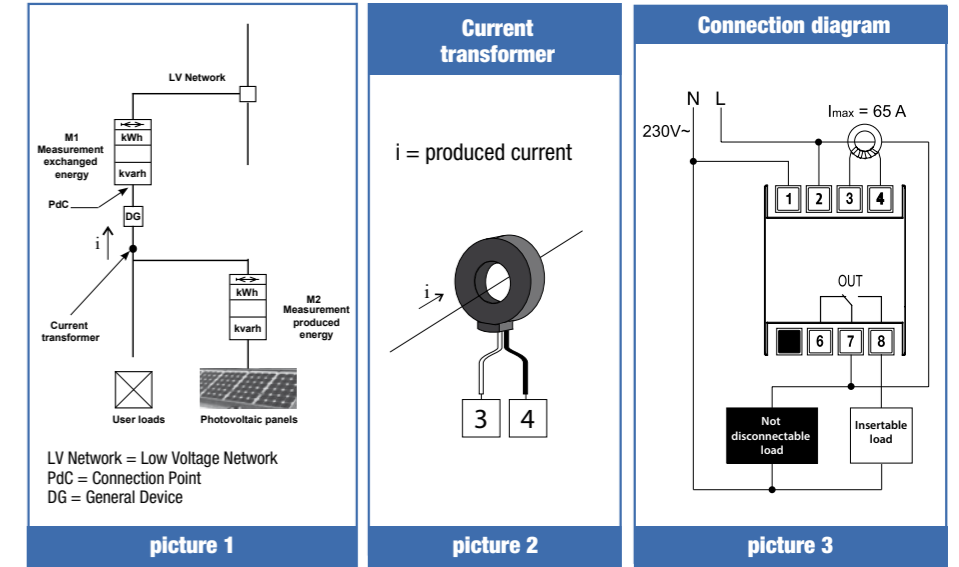 LV Network
M1
Measurement
exchanged
energy
kWh
kvarh
PdC
DG
i
Current
transformer
kWh
kvarh
M2
Measurement
produced
energy
User loads
Photovoltaic panels
LV Network = Low Voltage Network
PdC = Connection Point
DG = General Device
picture 1
Current
transformer
i = produced current
i
3 4
picture 2
Connection diagram
N L
230V~
Imax = 65 A
1 2 3 4
OUT
6 7 8
Not
disconnectable
load
Insertable
load
picture 3